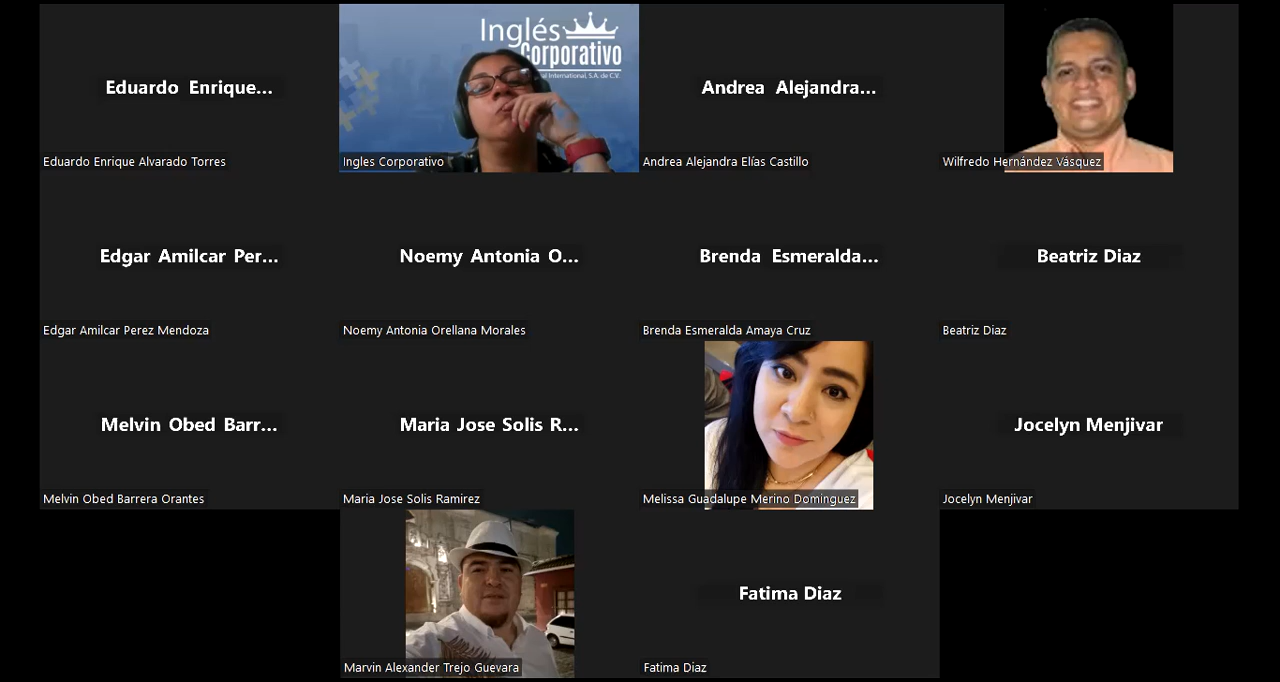 Eduardo Enrique...
Eduardo Enrique Alvarado Torres
Inglés
Corporativo
al International, S.A. de C.V.
Ingles Corporativo
Andrea Alejandra...
Andrea Alejandra Elías Castillo
Wilfredo Hernández Vásquez
Edgar Amilcar Per...
Edgar Amilcar Perez Mendoza
Noemy Antonia O...
Noemy Antonia Orellana Morales
Brenda Esmeralda...
Brenda Esmeralda Amaya Cruz
Beatriz Diaz
Beatriz Diaz
Melvin Obed Barr...
Melvin Obed Barrera Orantes
Maria Jose Solis R...
Maria Jose Solis Ramirez
Melissa Guadalupe Merino Dominguez
Jocelyn Menjivar
Jocelyn Menjivar
Marvin Alexander Trejo Guevara
Fatima Diaz
Fatima Diaz